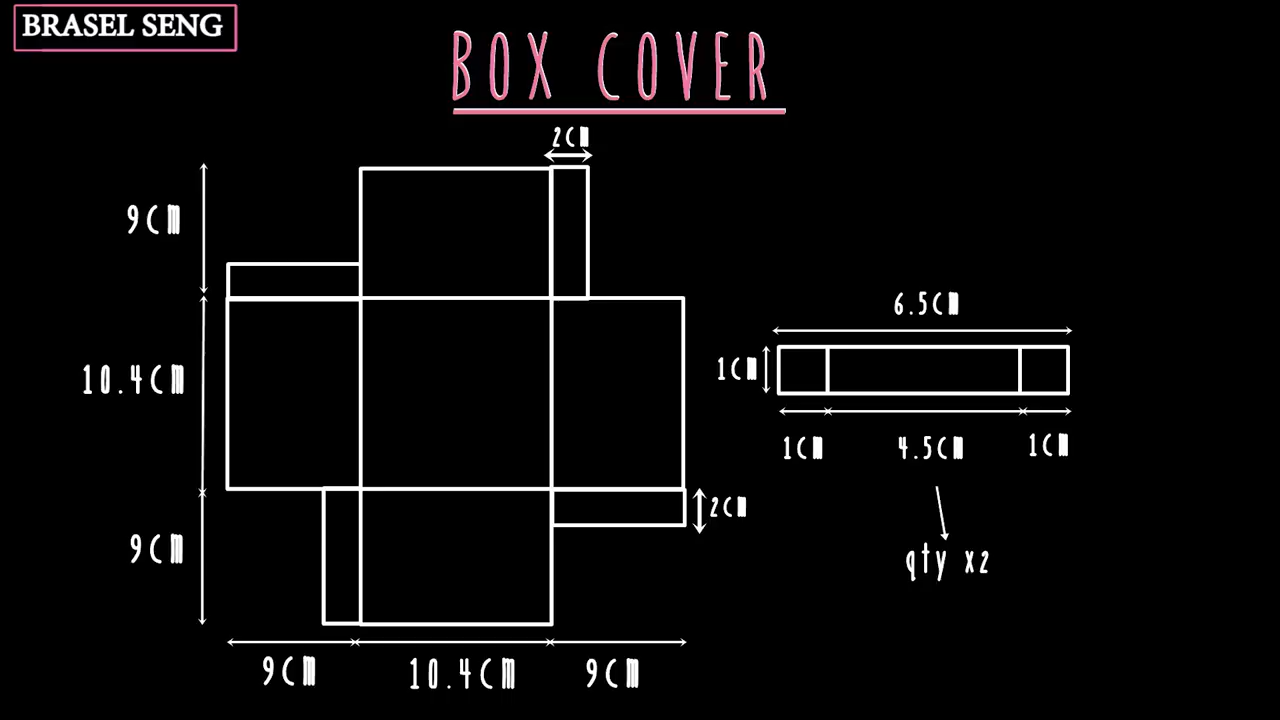 BRASEL SENG
BOX COVER
2CM
9CM
6.5CM
1CM
10.4CM
1CM
4.5CM
1CM
2CM
9CM
qty x2
9CM
10.4CM
9CM